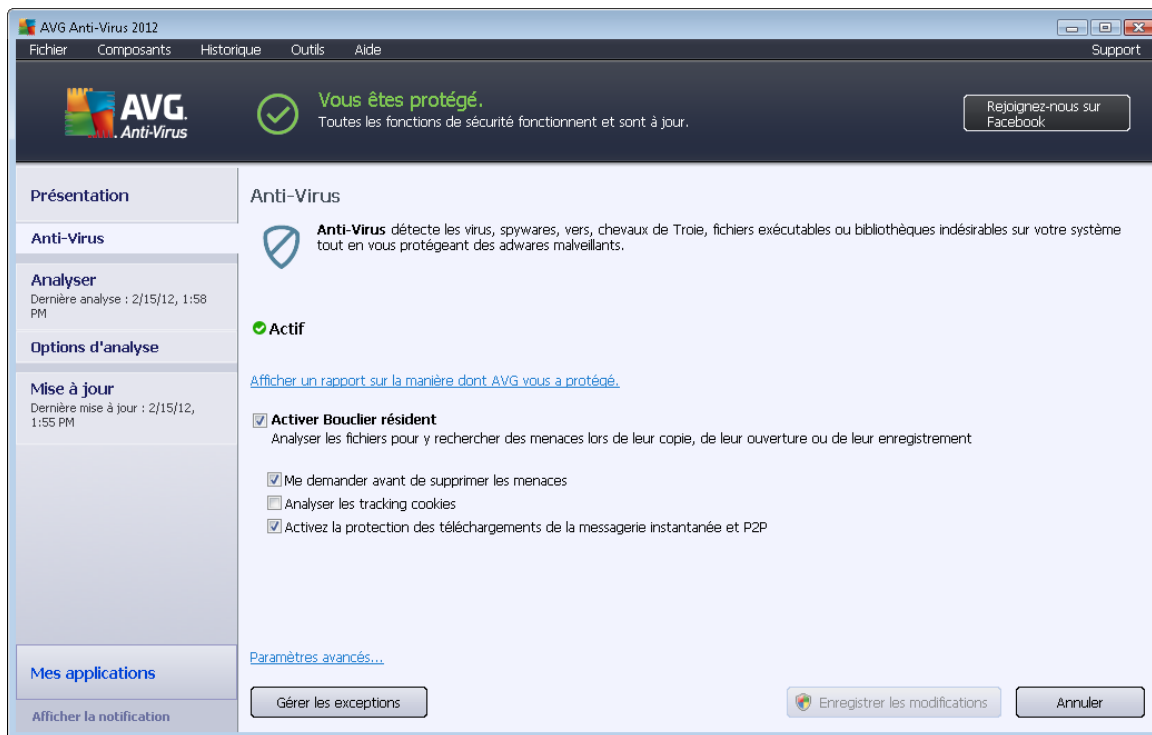 AVG Anti-Virus 2012
Fichier Composants Historique Outils Aide Support
AVG.
Anti-Virus
Vous êtes protégé.
Toutes les fonctions de sécurité fonctionnent et sont à jour.
Rejoignez-nous sur
Facebook
Présentation
Anti-Virus
Analyser
Dernière analyse : 2/15/12, 1:58
PM
Options d'analyse
Mise à jour
Dernière mise à jour : 2/15/12,
1:55 PM
Mes applications
Afficher la notification
Anti-Virus
Anti-Virus détecte les virus, spywares, vers, chevaux de Troie, fichiers exécutables ou bibliothèques indésirables sur votre système
tout en vous protégeant des adwares malveillants.
Actif
Afficher un rapport sur la manière dont AVG vous a protégé.
Activer Bouclier résident
Analyser les fichiers pour y rechercher des menaces lors de leur copie, de leur ouverture ou de leur enregistrement
Me demander avant de supprimer les menaces
Analyser les tracking cookies
Activez la protection des téléchargements de la messagerie instantanée et P2P
Paramètres avancés...
Gérer les exceptions
Enregistrer les modifications
Annuler